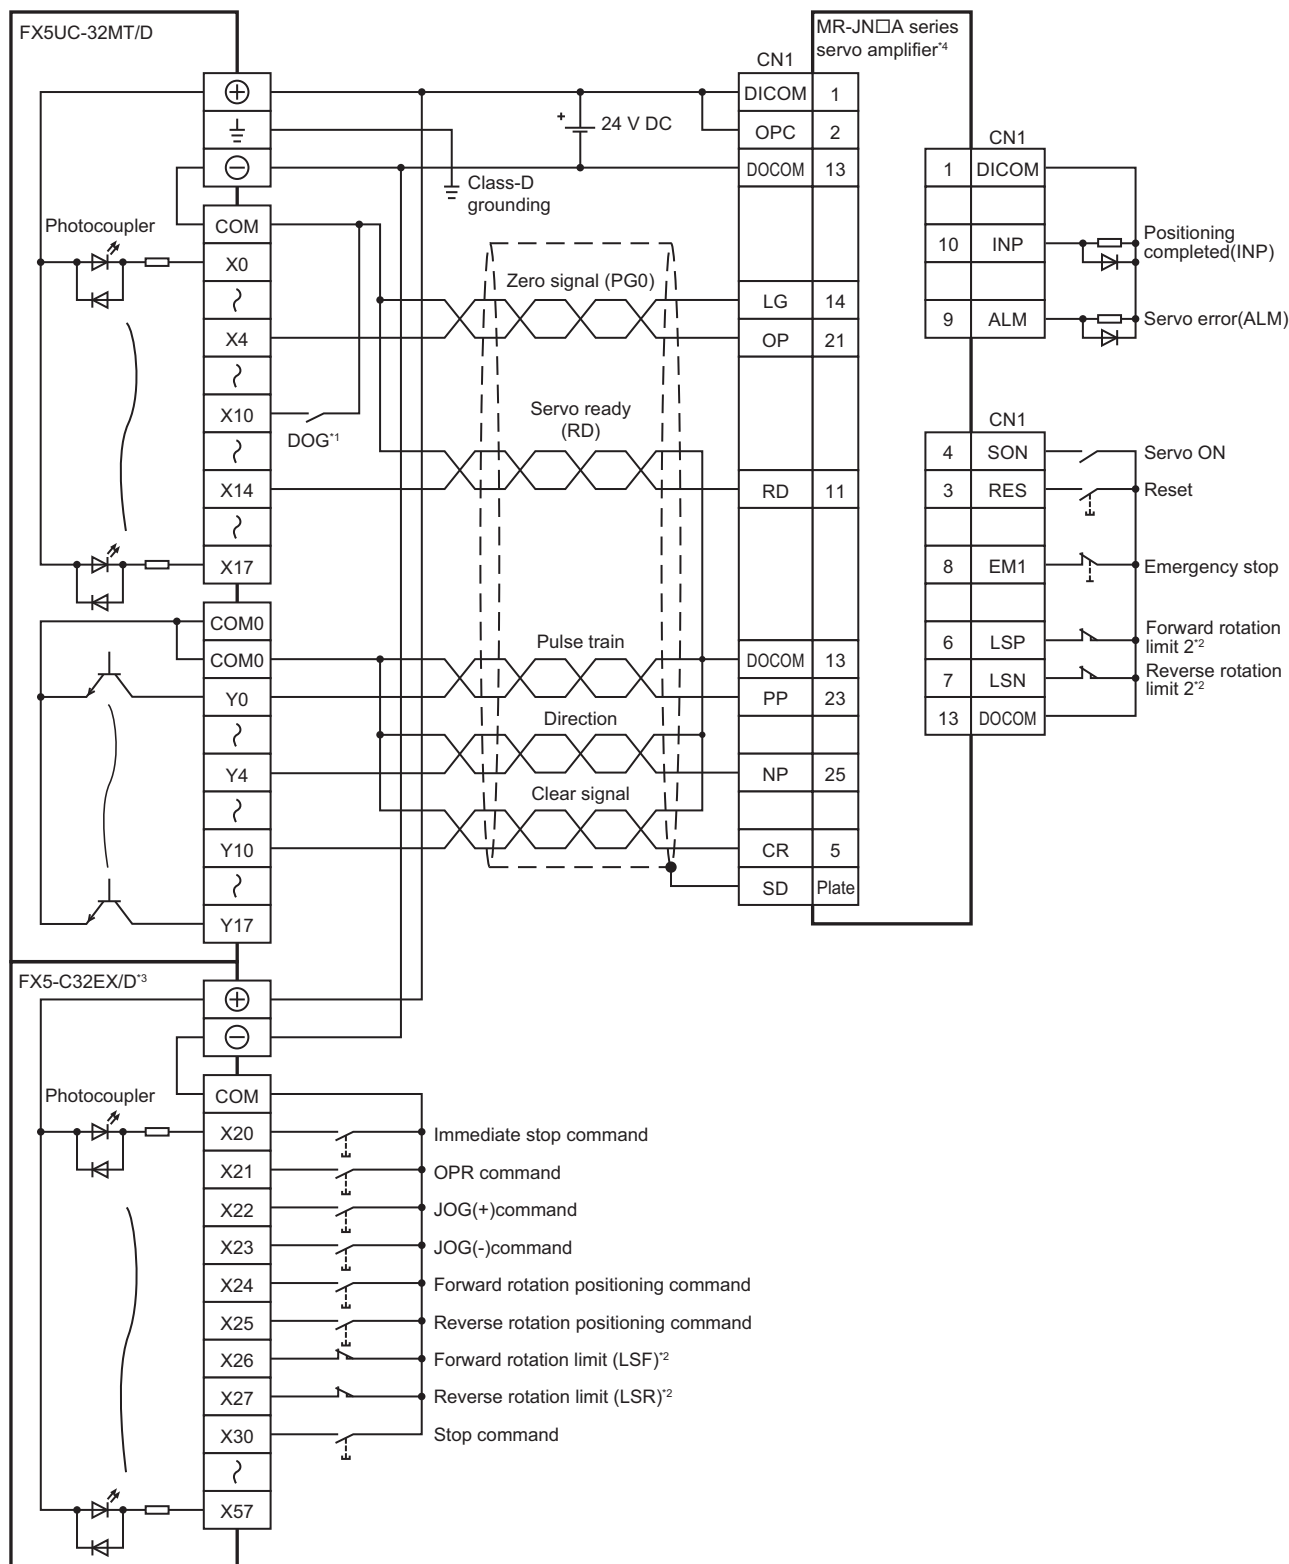 FX5UC-32MT/D
MR-JN□A series
servo amplifier*4
CN1
DICOM 1
24 V DC
OPC 2
DOCOM 13
Class-D
grounding
CN1
1 DICOM
10 INP
Positioning
completed(INP)
9 ALM
Servo error(ALM)
Photocoupler
COM
X0
Zero signal (PG0)
LG 14
X4
OP 21
X10
DOG*1
Servo ready
(RD)
X14
RD 11
X17
CN1
4 SON
Servo ON
3 RES
Reset
8 EM1
Emergency stop
6 LSP
Forward rotation
limit 2*2
7 LSN
Reverse rotation
limit 2*2
13 DOCOM
COM0
COM0
Pulse train
DOCOM 13
Y0
PP 23
Direction
Y4
NP 25
Clear signal
Y10
CR 5
SD Plate
Y17
FX5-C32EX/D*3
Photocoupler
COM
X20
Immediate stop command
X21
OPR command
X22
JOG(+)command
X23
JOG(-)command
X24
Forward rotation positioning command
X25
Reverse rotation positioning command
X26
Forward rotation limit (LSF)*2
X27
Reverse rotation limit (LSR)*2
X30
Stop command
X57